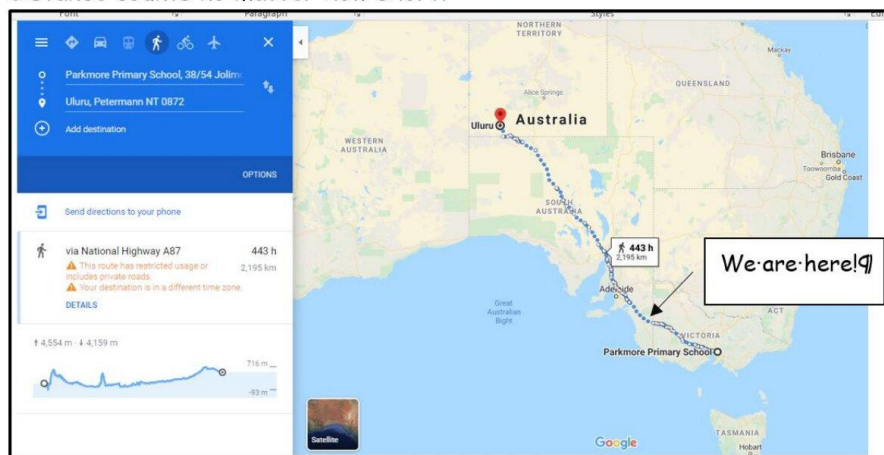 Font
Paragraph
Styles
Parkmore Primary School, 38/54 Jolim
Uluru, Petermann NT 0872
Add destination
OPTIONS
Send directions to your phone
via National Highway A87
443 h
This route has restricted usage or
includes private roads.
2,195 km
Your destination is in a different time zone.
DETAILS
4,554 m · 4,159 m
716 m
-93 m
Satellite
NORTHERN
TERRITORY
Mackay
QUEENSLAND
Alice Springs
Uluru
Australia
WESTERN
AUSTRALIA
Brisbane
Toowoomba
Gold Coast
SOUTH
AUSTRALIA
443 h
2,195 km
We·are·here!¶
Adelaide
Great
Australian
Bight
ACT
VICTORIA
Parkmore Primary School
TASMANIA
Hobart
Google